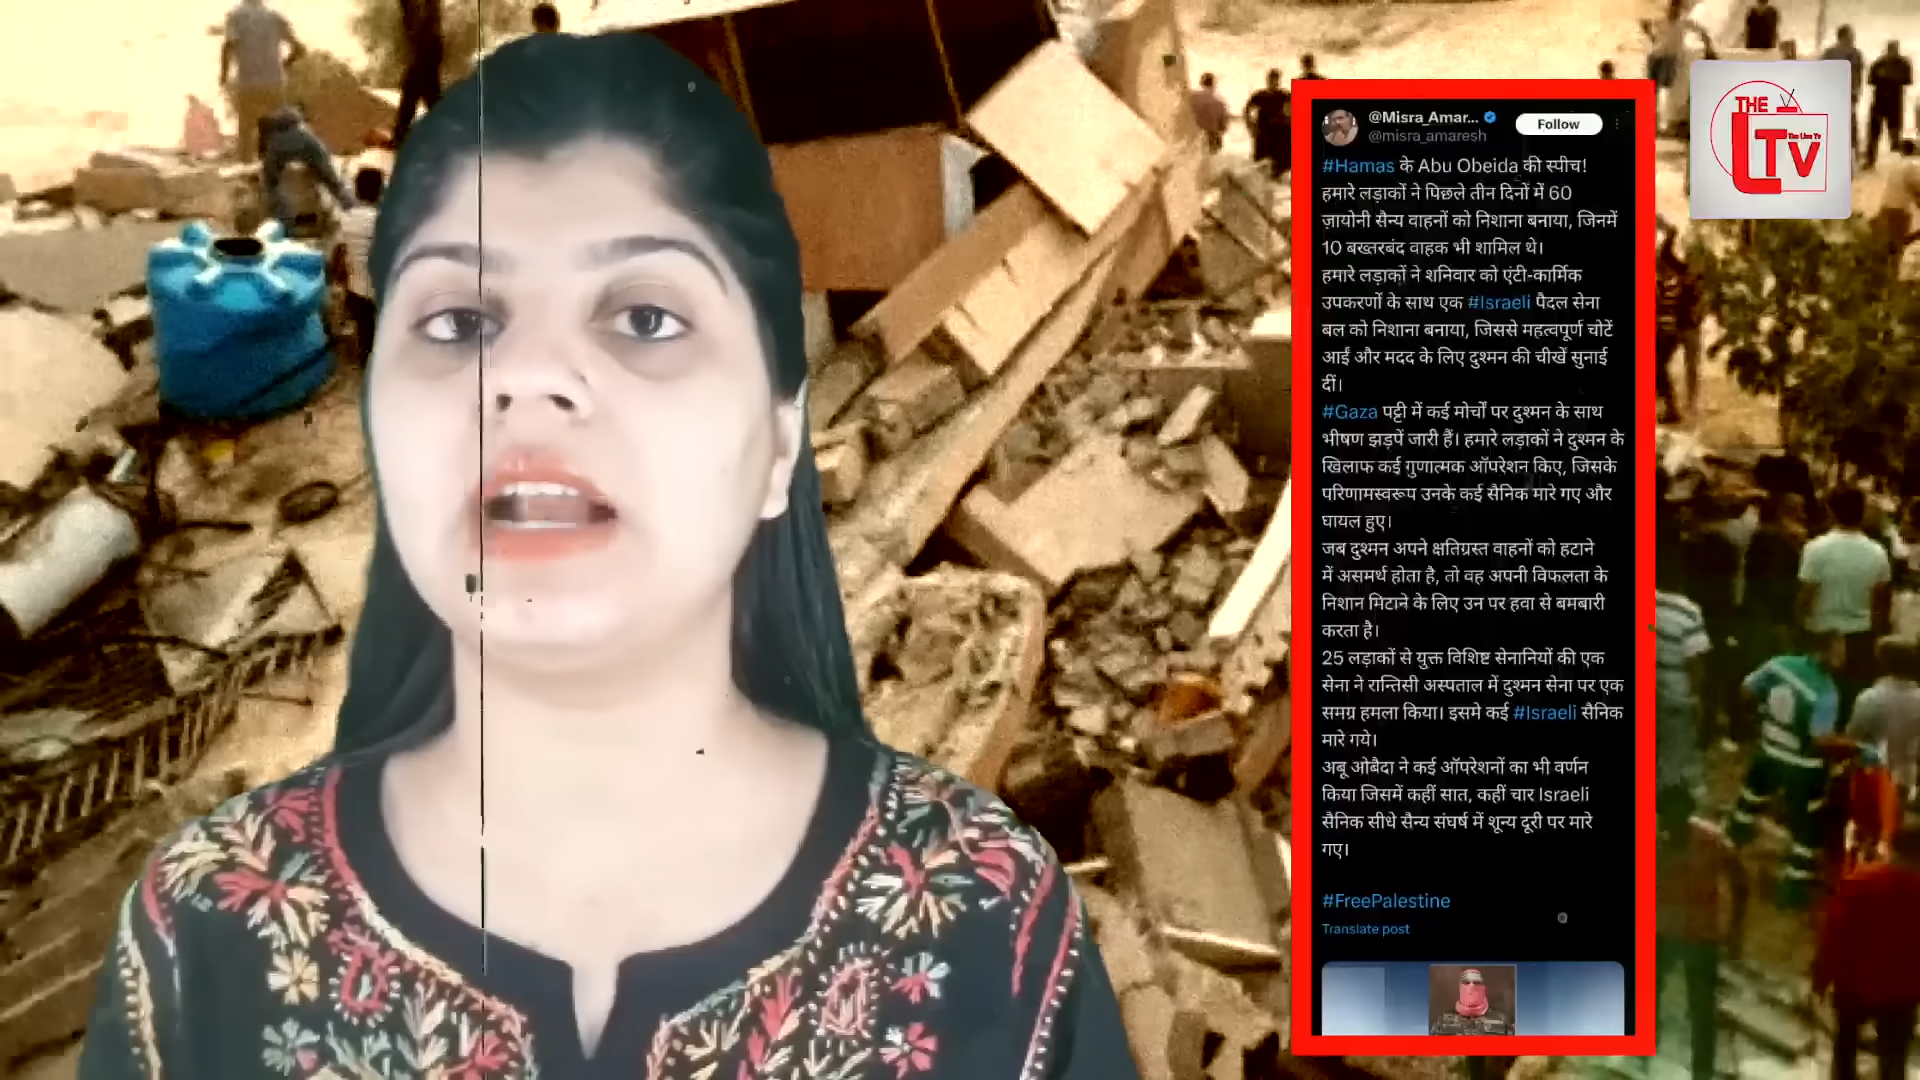 @Misra_Amar...
Follow
@misra_amaresh
#Hamas के Abu Obeida की स्पीच!
हमारे लड़ाकों ने पिछले तीन दिनों में 60
ज़ायोनी सैन्य वाहनों को निशाना बनाया, जिनमें
10 बख्तरबंद वाहक भी शामिल थे।
हमारे लड़ाकों ने शनिवार को एंटी-कार्मिक
उपकरणों के साथ एक #Israeli पैदल सेना
बल को निशाना बनाया, जिससे महत्वपूर्ण चोटें
आईं और मदद के लिए दुश्मन की चीखें सुनाई
दीं।
#Gaza पट्टी में कई मोर्चों पर दुश्मन के साथ
भीषण झड़पें जारी हैं। हमारे लड़ाकों ने दुश्मन के
खिलाफ कई गुणात्मक ऑपरेशन किए, जिसके
परिणामस्वरूप उनके कई सैनिक मारे गए और
घायल हुए।
जब दुश्मन अपने क्षतिग्रस्त वाहनों को हटाने
में असमर्थ होता है, तो वह अपनी विफलता के
निशान मिटाने के लिए उन पर हवा से बमबारी
करता है।
25 लड़ाकों से युक्त विशिष्ट सेनानियों की एक
सेना ने रान्तिसी अस्पताल में दुश्मन सेना पर एक
समग्र हमला किया। इसमे कई #Israeli सैनिक
मारे गये।
अबू ओबैदा ने कई ऑपरेशनों का भी वर्णन
किया जिसमें कहीं सात, कहीं चार Israeli
सैनिक सीधे सैन्य संघर्ष में शून्य दूरी पर मारे
गए।
#FreePalestine
Translate post
THE
LTV
The Liss Tv